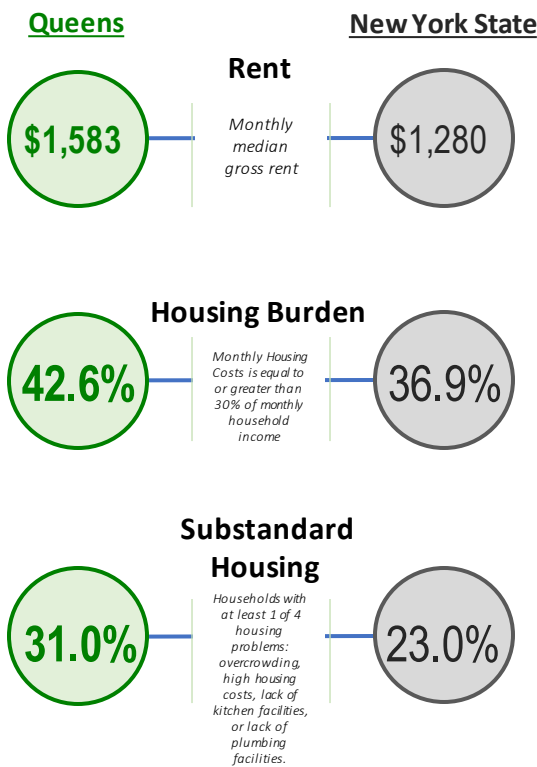 Queens
New York State
Rent
$1,583
Monthly
median
gross rent
$1,280
Housing Burden
42.6%
Monthly Housing
Costs is equal to
or greater than
30% of monthly
household
income
36.9%
Substandard
Housing
31.0%
Households with
at least 1 of 4
housing
problems:
overcrowding,
high housing
costs, lack of
kitchen facilities,
or lack of
plumbing
facilities.
23.0%